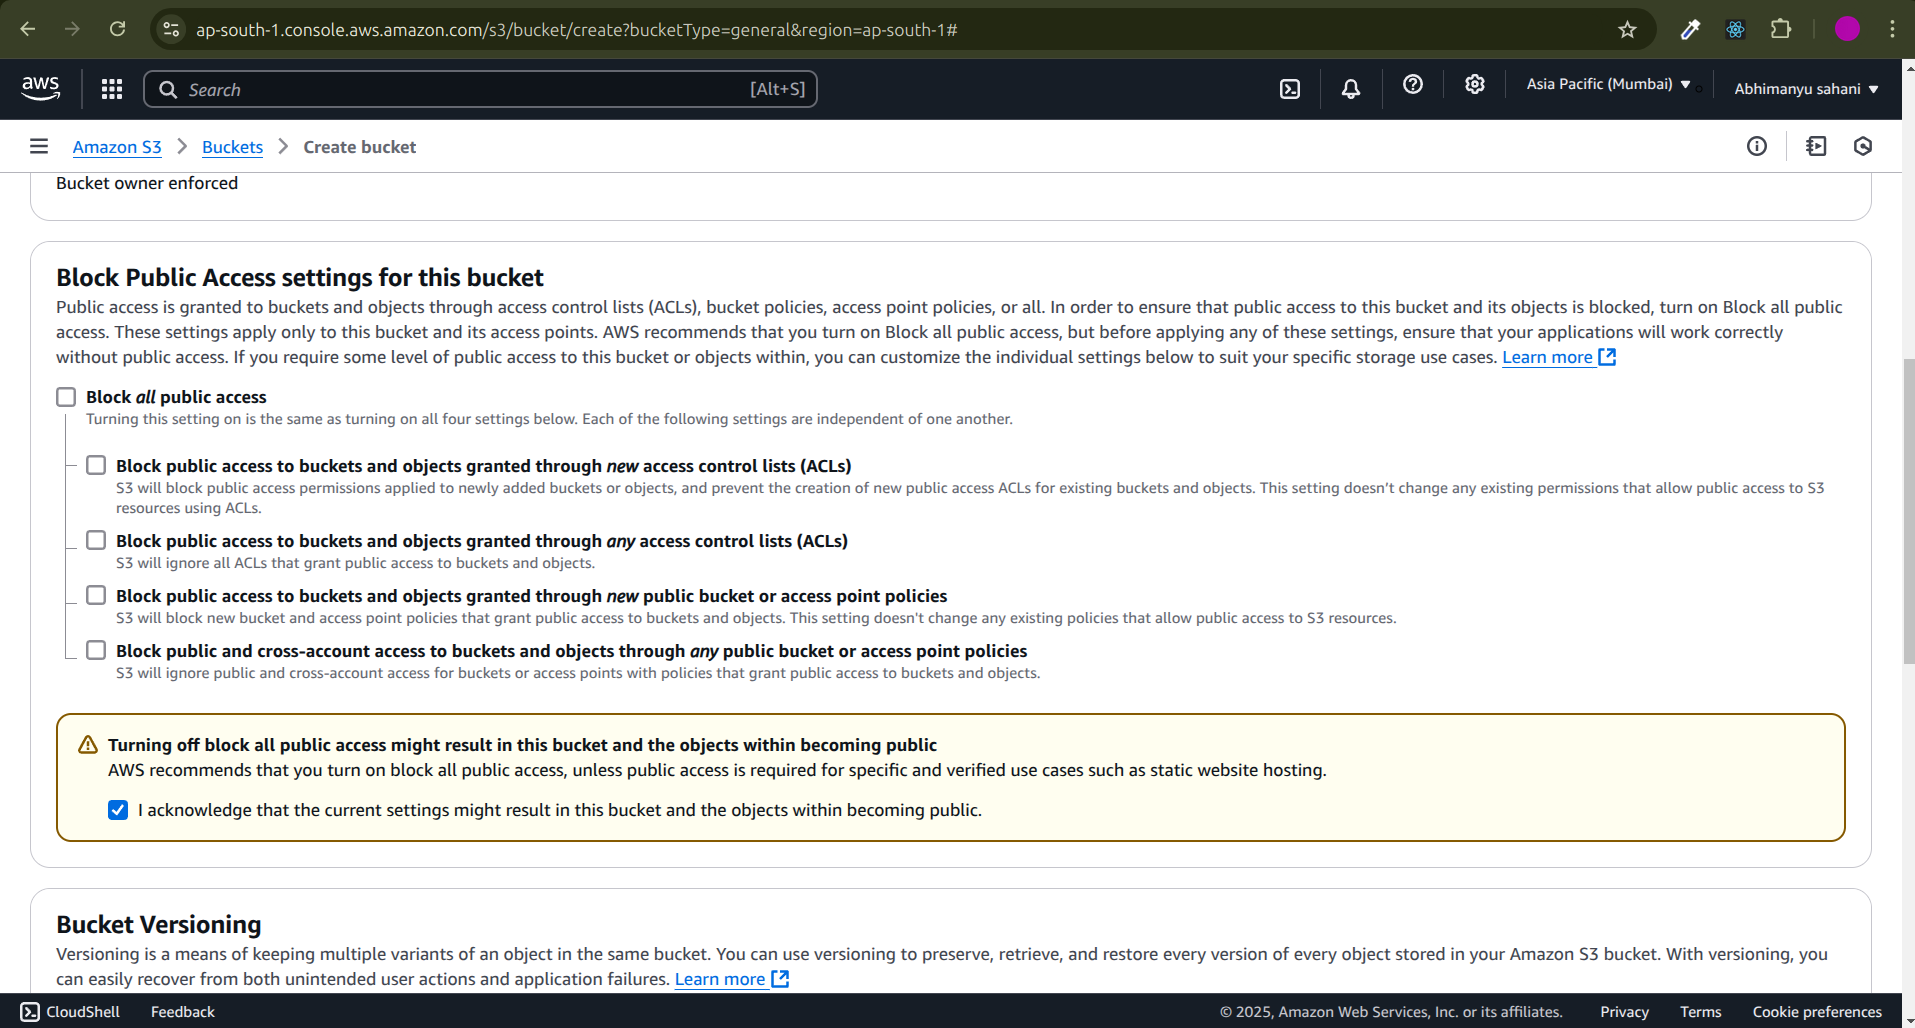 ap-south-1.console.aws.amazon.com/s3/bucket/create?bucketType=general&region=ap-south-1#
aws
Search
[Alt+S]
Asia Pacific (Mumbai)
Abhimanyu sahani
Amazon S3
Buckets
Create bucket
Bucket owner enforced
Block Public Access settings for this bucket
Public access is granted to buckets and objects through access control lists (ACLs), bucket policies, access point policies, or all. In order to ensure that public access to this bucket and its objects is blocked, turn on Block all public
access. These settings apply only to this bucket and its access points. AWS recommends that you turn on Block all public access, but before applying any of these settings, ensure that your applications will work correctly
without public access. If you require some level of public access to this bucket or objects within, you can customize the individual settings below to suit your specific storage use cases. Learn more
Block all public access
Turning this setting on is the same as turning on all four settings below. Each of the following settings are independent of one another.
Block public access to buckets and objects granted through new access control lists (ACLs)
S3 will block public access permissions applied to newly added buckets or objects, and prevent the creation of new public access ACLs for existing buckets and objects. This setting doesn’t change any existing permissions that allow public access to S3
resources using ACLs.
Block public access to buckets and objects granted through any access control lists (ACLs)
S3 will ignore all ACLs that grant public access to buckets and objects.
Block public access to buckets and objects granted through new public bucket or access point policies
S3 will block new bucket and access point policies that grant public access to buckets and objects. This setting doesn't change any existing policies that allow public access to S3 resources.
Block public and cross-account access to buckets and objects through any public bucket or access point policies
S3 will ignore public and cross-account access for buckets or access points with policies that grant public access to buckets and objects.
Turning off block all public access might result in this bucket and the objects within becoming public
AWS recommends that you turn on block all public access, unless public access is required for specific and verified use cases such as static website hosting.
I acknowledge that the current settings might result in this bucket and the objects within becoming public.
Bucket Versioning
Versioning is a means of keeping multiple variants of an object in the same bucket. You can use versioning to preserve, retrieve, and restore every version of every object stored in your Amazon S3 bucket. With versioning, you
can easily recover from both unintended user actions and application failures. Learn more
CloudShell
Feedback
© 2025, Amazon Web Services, Inc. or its affiliates.
Privacy
Terms
Cookie preferences